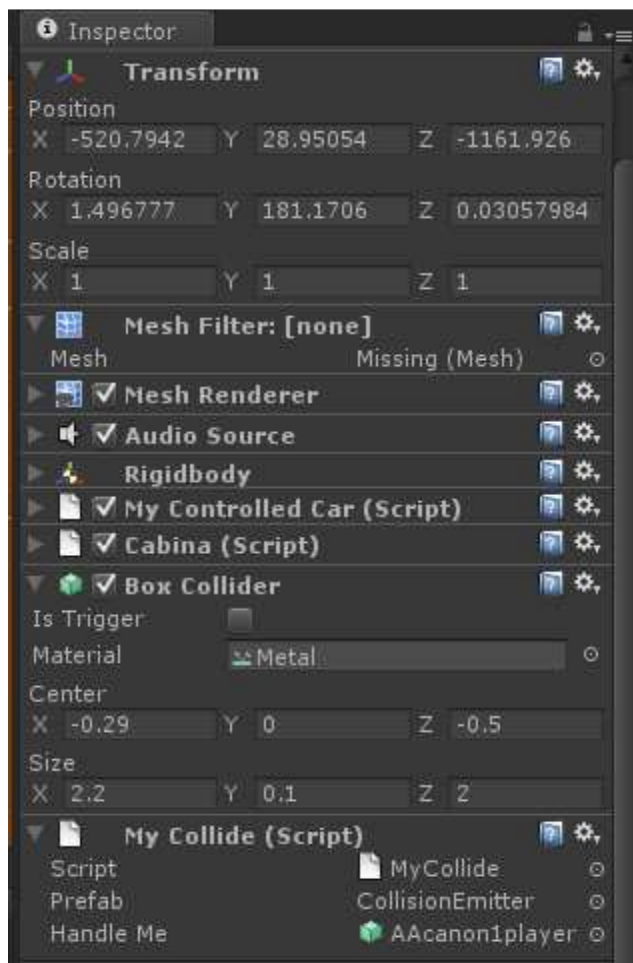 Inspector
Transform
Position
X -520.7942 Y 28.95054 Z -1161.926
Rotation
X 1.496777 Y 181.1706 Z 0.03057984
Scale
X 1 Y 1 Z 1
Mesh Filter: [none]
Mesh Missing (Mesh)
Mesh Renderer
Audio Source
Rigidbody
My Controlled Car (Script)
Cabina (Script)
Box Collider
Is Trigger
Material Metal
Center
X -0.29 Y 0 Z -0.5
Size
X 2.2 Y 0.1 Z 2
My Collide (Script)
Script MyCollide
Prefab CollisionEmitter
Handle Me AAcanon1player